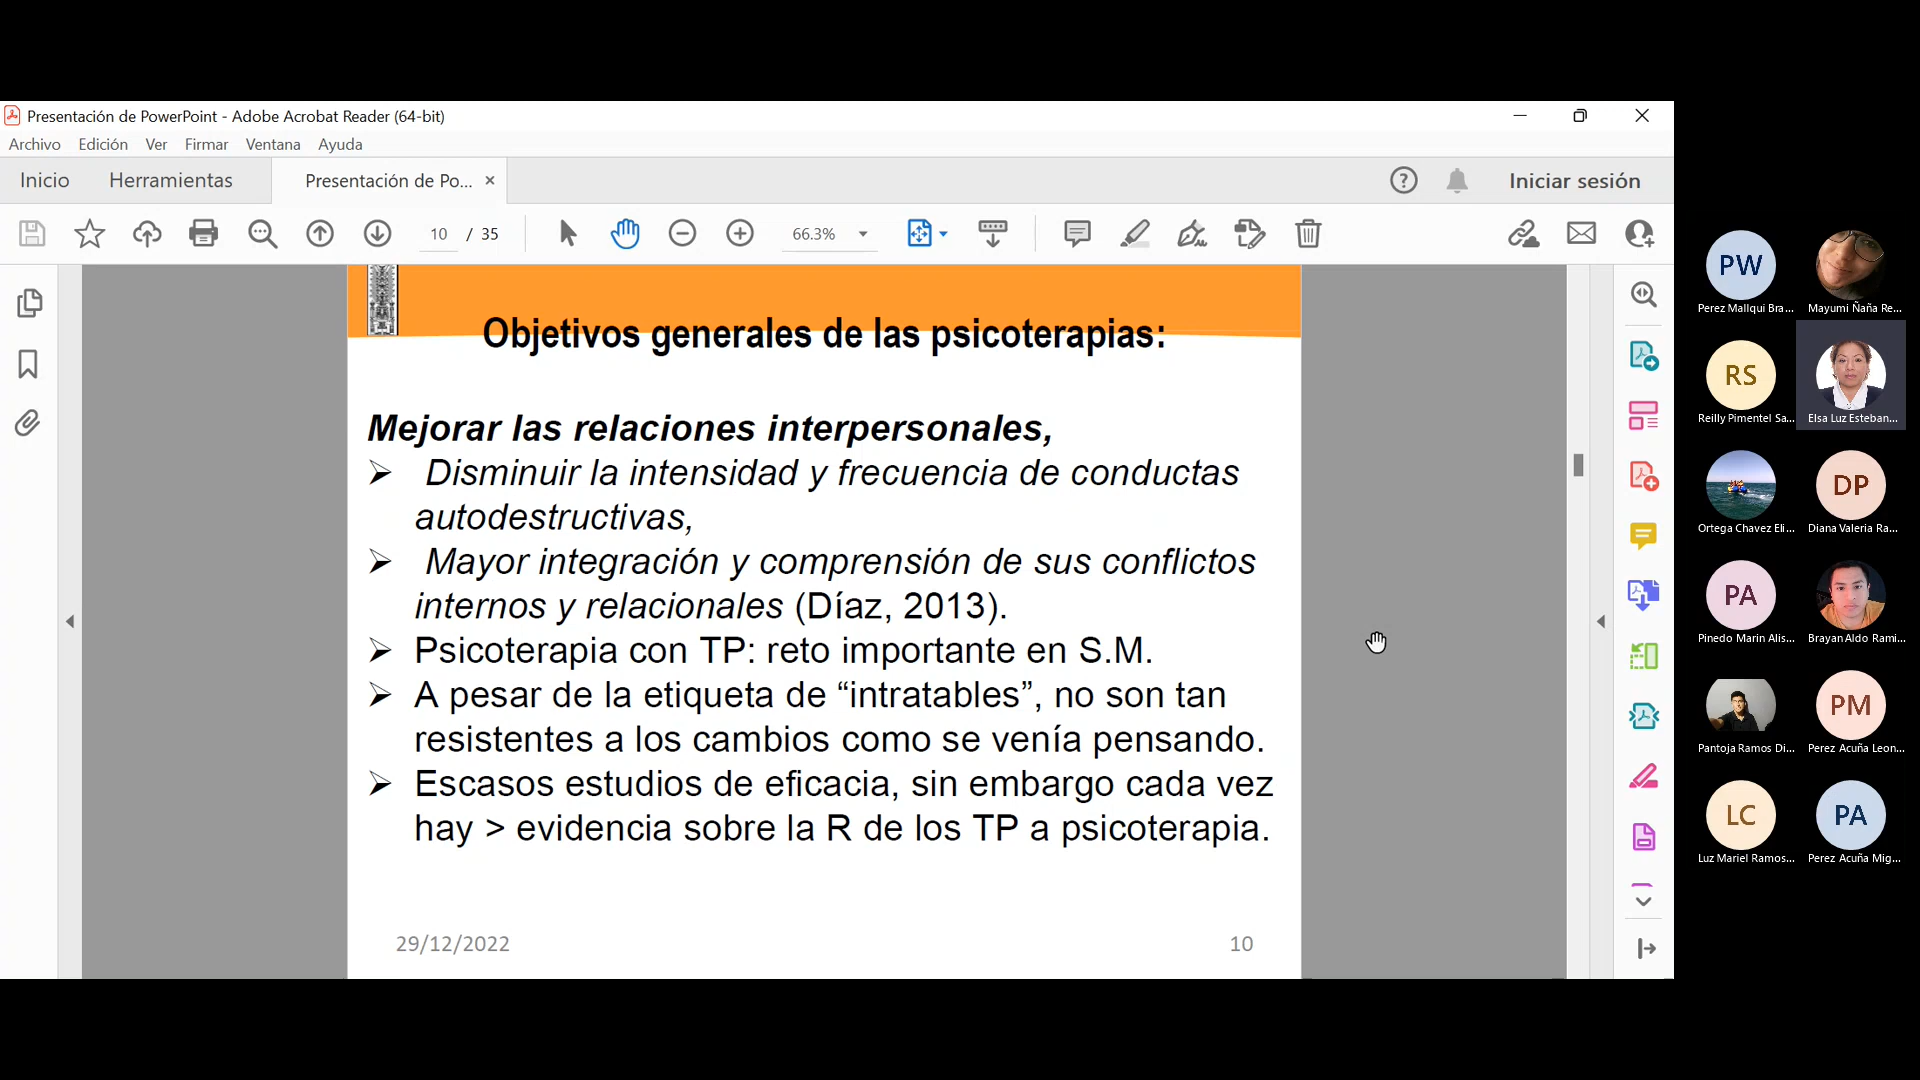 Presentación de PowerPoint - Adobe Acrobat Reader (64-bit)
Archivo Edición Ver Firmar Ventana Ayuda
Inicio Herramientas Presentación de Po... × Iniciar sesión
10 / 35 66.3%
Objetivos generales de las psicoterapias:
Mejorar las relaciones interpersonales,
➢ Disminuir la intensidad y frecuencia de conductas
autodestructivas,
➢ Mayor integración y comprensión de sus conflictos
internos y relacionales (Díaz, 2013).
➢ Psicoterapia con TP: reto importante en S.M.
➢ A pesar de la etiqueta de “intratables”, no son tan
resistentes a los cambios como se venía pensando.
➢ Escasos estudios de eficacia, sin embargo cada vez
hay > evidencia sobre la R de los TP a psicoterapia.
29/12/2022 10
PW
Perez Mallqui Bra... Mayumi Ñaña Re...
RS
Reilly Pimentel Sa... Elsa Luz Esteban...
DP
Ortega Chavez Eli... Diana Valeria Ra...
PA
Pinedo Marin Alis... Brayan Aldo Rami...
PM
Pantoja Ramos Di... Perez Acuña Leon...
LC PA
Luz Mariel Ramos... Perez Acuña Mig...